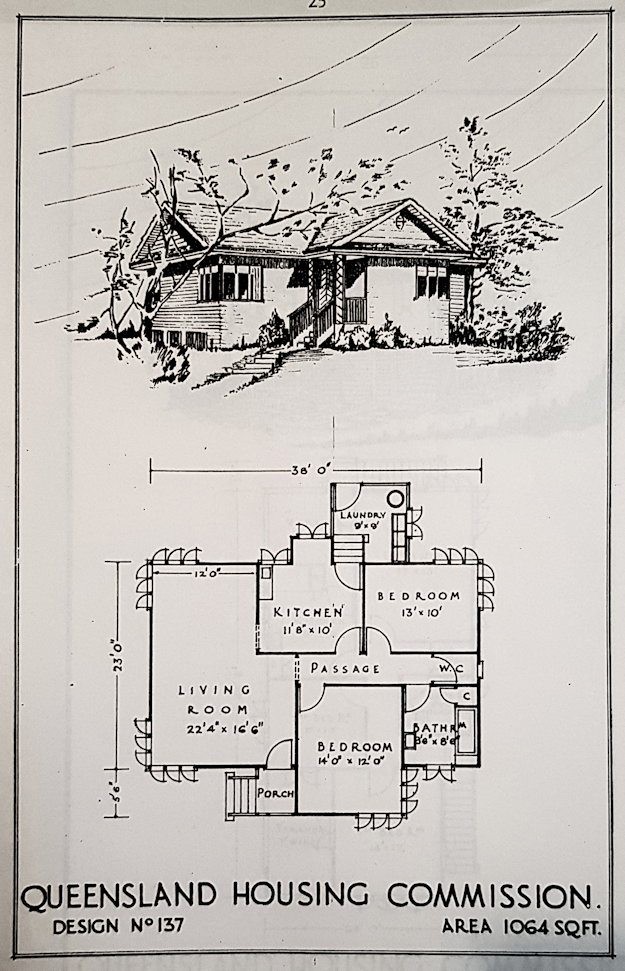 25
38' 0"
LAUNDRY
9'x 9'
12'0"
KITCHEN
11'8"x 10'
BEDROOM
13'x 10'
23'0"
PASSAGE
W.C
C
LIVING
ROOM
22'4"x 16'6"
BATHRM
8'6"x 8'6"
BEDROOM
14'0"x 12'0"
PORCH
5'6"
QUEENSLAND HOUSING COMMISSION.
DESIGN No 137
AREA 1064 SQ FT.